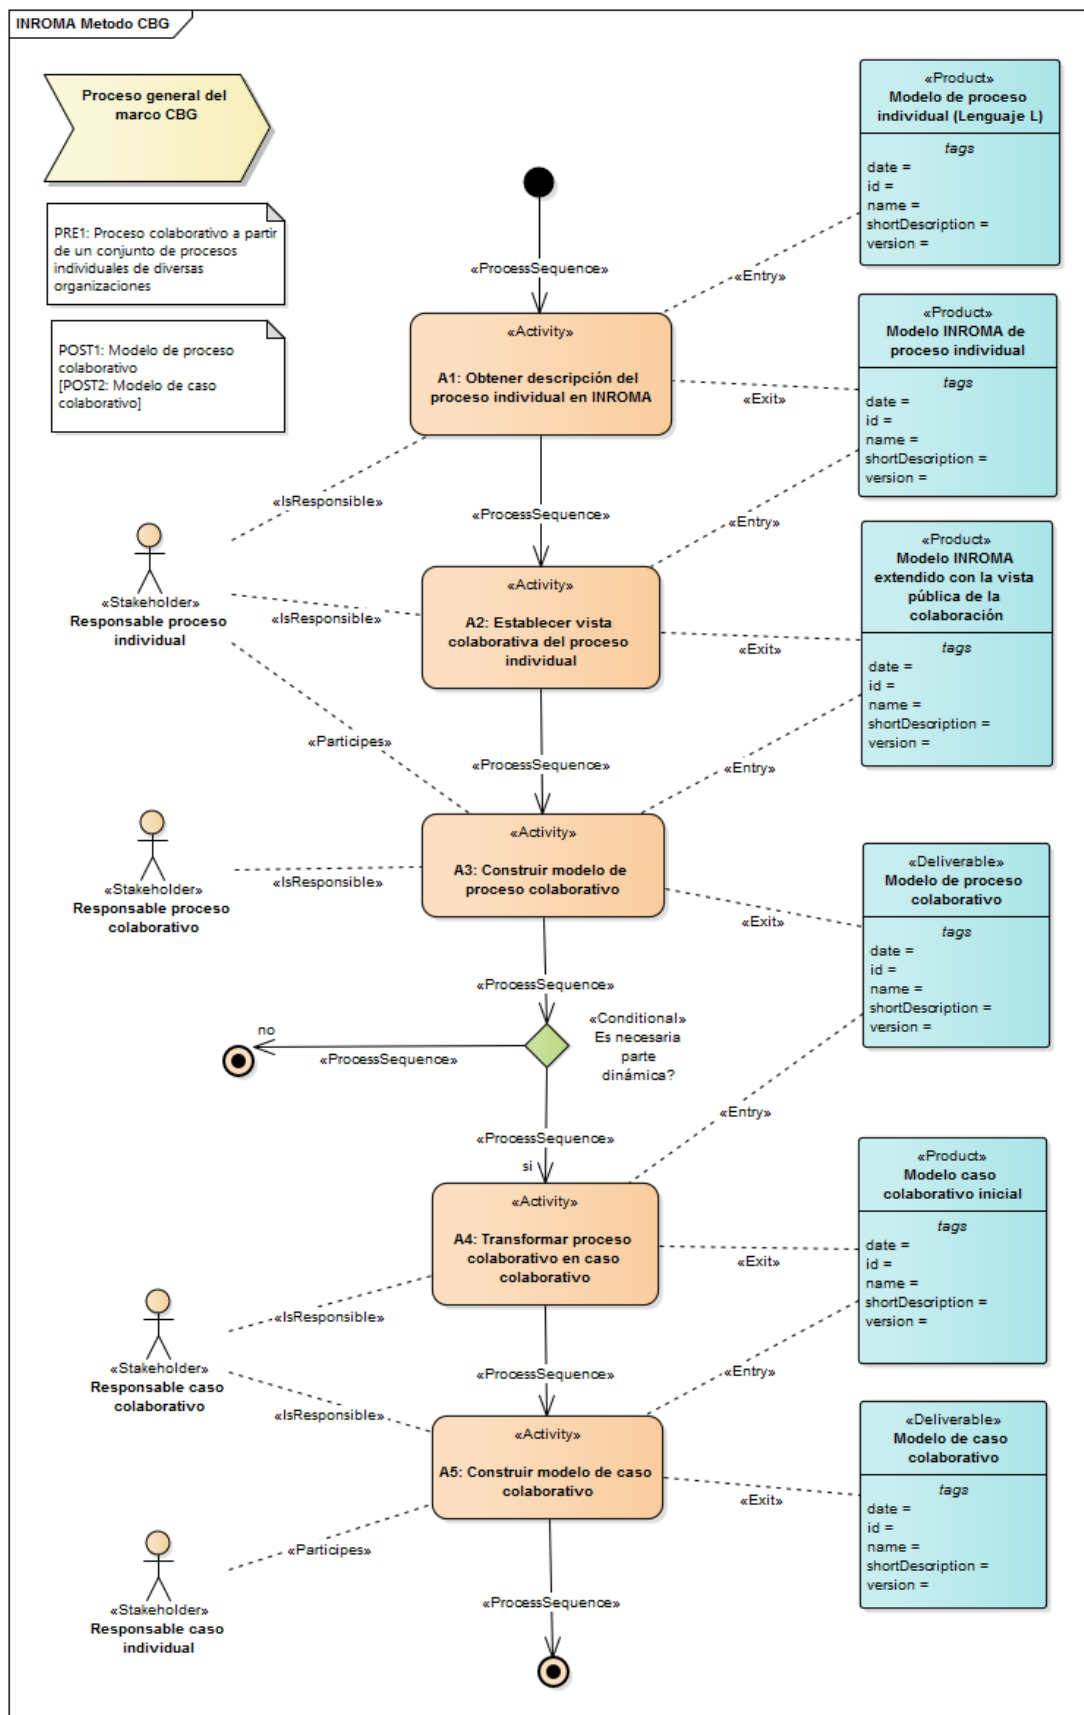 INROMA Metodo CBG
Proceso general del
marco CBG
PRE1: Proceso colaborativo a partir
de un conjunto de procesos
individuales de diversas
organizaciones
POST1: Modelo de proceso
colaborativo
[POST2: Modelo de caso
colaborativo]
«Product»
Modelo de proceso
individual (Lenguaje L)
tags
date =
id =
name =
shortDescription =
version =
«ProcessSequence»
«Entry»
«Activity»
A1: Obtener descripción del
proceso individual en INROMA
«Product»
Modelo INROMA de
proceso individual
tags
date =
id =
name =
shortDescription =
version =
«Exit»
«IsResponsible»
«ProcessSequence»
«Entry»
«Stakeholder»
Responsable proceso
individual
«IsResponsible»
«Activity»
A2: Establecer vista
colaborativa del proceso
individual
«Product»
Modelo INROMA
extendido con la vista
pública de la
colaboración
tags
date =
id =
name =
shortDescription =
version =
«Exit»
«Participes»
«ProcessSequence»
«Entry»
«Stakeholder»
Responsable proceso
colaborativo
«IsResponsible»
«Activity»
A3: Construir modelo de
proceso colaborativo
«Deliverable»
Modelo de proceso
colaborativo
tags
date =
id =
name =
shortDescription =
version =
«Exit»
«ProcessSequence»
«Conditional»
Es necesaria
parte
dinámica?
no
«ProcessSequence»
«Entry»
«ProcessSequence»
si
«Activity»
A4: Transformar proceso
colaborativo en caso
colaborativo
«Product»
Modelo caso
colaborativo inicial
tags
date =
id =
name =
shortDescription =
version =
«Exit»
«IsResponsible»
«Stakeholder»
Responsable caso
colaborativo
«ProcessSequence»
«Entry»
«IsResponsible»
«Activity»
A5: Construir modelo de caso
colaborativo
«Deliverable»
Modelo de caso
colaborativo
tags
date =
id =
name =
shortDescription =
version =
«Exit»
«Participes»
«Stakeholder»
Responsable caso
individual
«ProcessSequence»